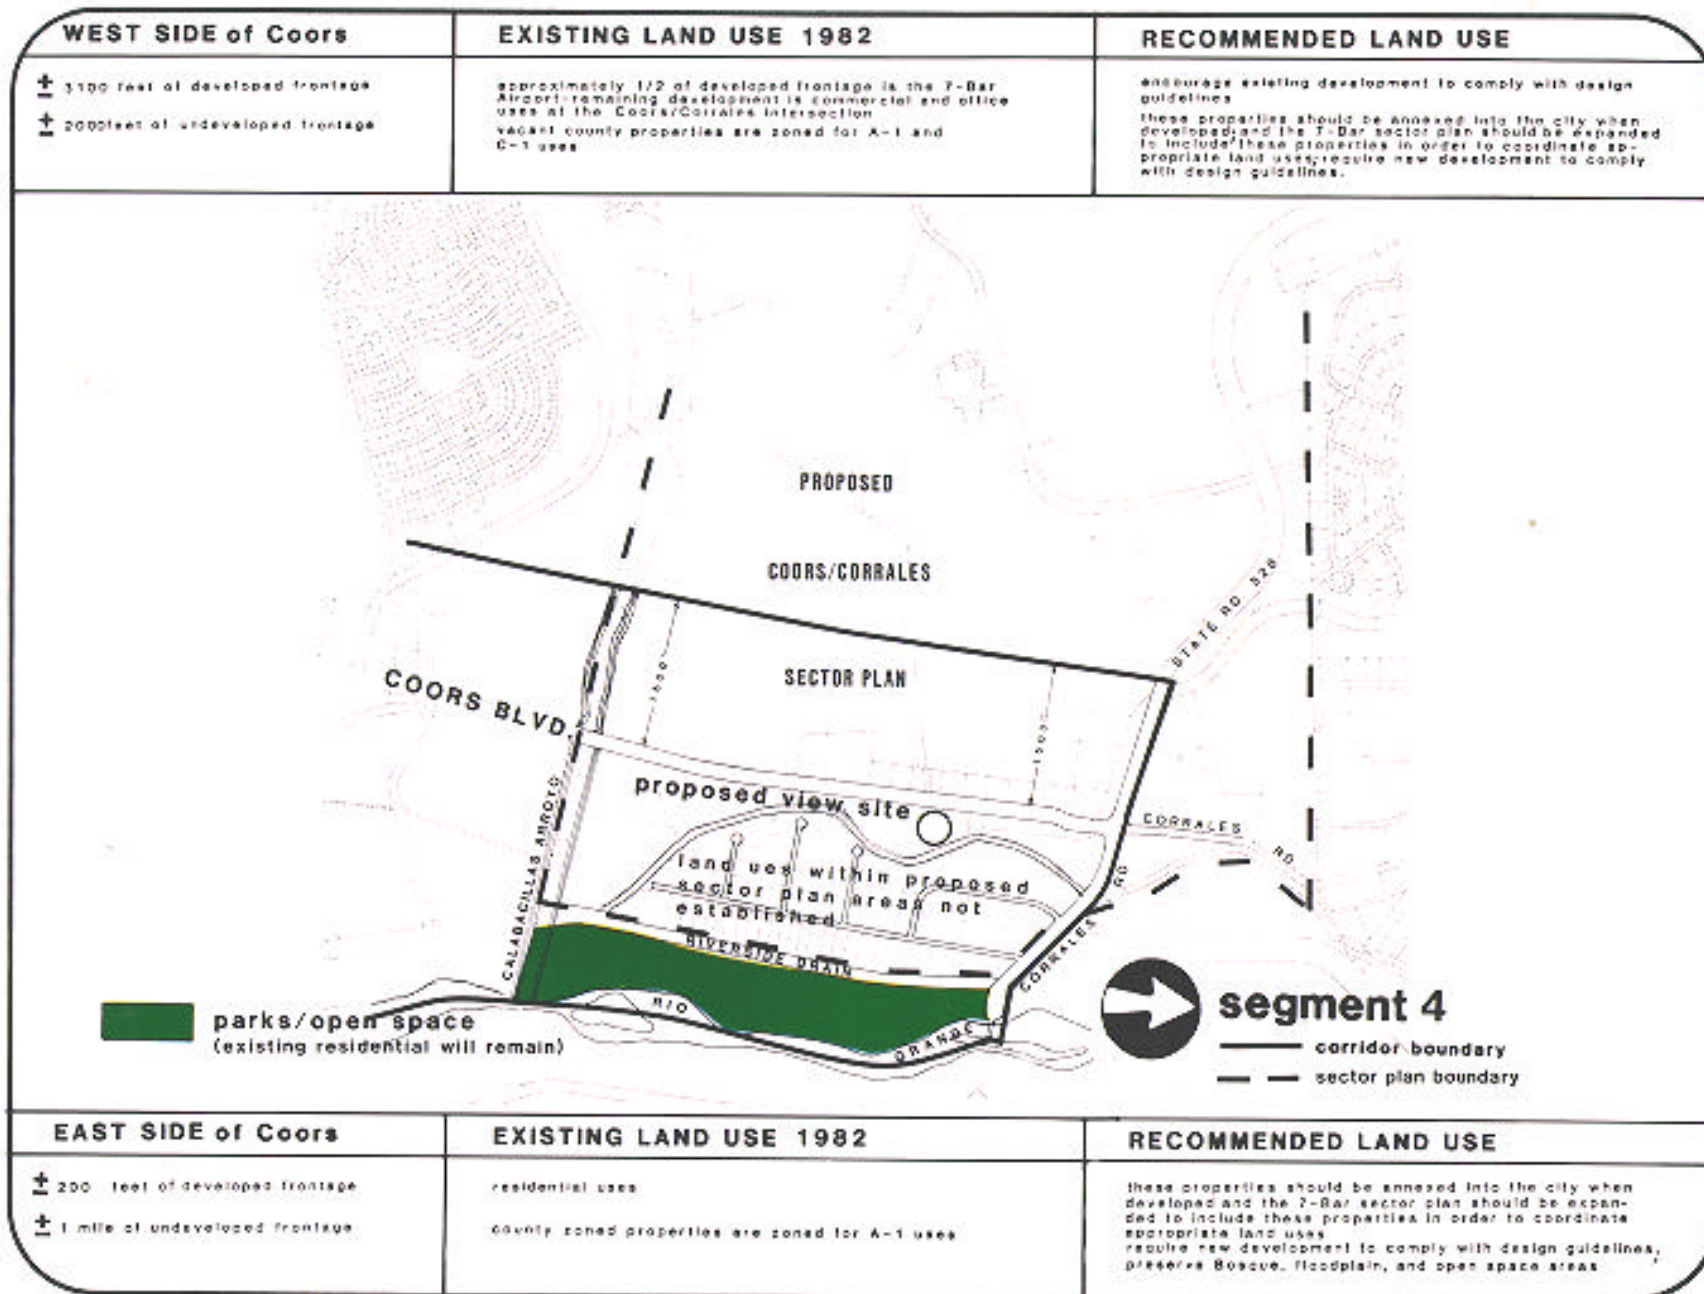 WEST SIDE of Coors
± 3100 feet of developed frontage
± 2000feet of undeveloped frontage
EXISTING LAND USE 1982
approximately 1/2 of developed frontage is the 7-Bar
Airport-remaining development is commercial and office
uses at the Coors/Corrales intersection
vacant county properties are zoned for A-1 and
C-1 uses
RECOMMENDED LAND USE
encourage existing development to comply with design
guidelines
these properties should be annexed into the city when
developed;and the 7-Bar sector plan should be expanded
to include these properties in order to coordinate ap-
propriate land uses;require new development to comply
with design guidelines.
PROPOSED
COORS/CORRALES
SECTOR PLAN
STATE RD 528
COORS BLVD.
CALABACILLAS ARROYO
proposed view site
CORRALES RD
land ues within proposed
sector plan areas not
established
RIVERSIDE DRAIN
CORRALES RD
RIO GRANDE
parks/open space
(existing residential will remain)
segment 4
corridor boundary
sector plan boundary
EAST SIDE of Coors
± 200 feet of developed frontage
± 1 mile of undeveloped frontage
EXISTING LAND USE 1982
residential uses
county zoned properties are zoned for A-1 uses
RECOMMENDED LAND USE
these properties should be annexed into the city when
developed and the 7-Bar sector plan should be expan-
ded to include these properties in order to coordinate
appropriate land uses
require new development to comply with design guidelines,
preserve Bosque, floodplain, and open space areas